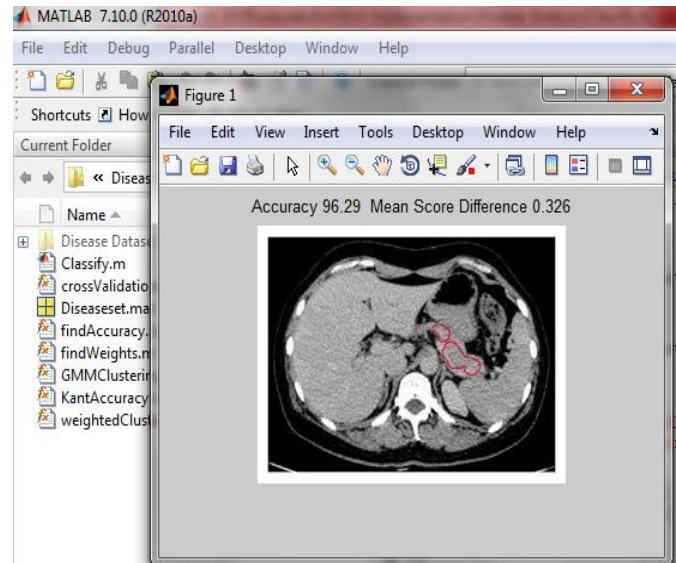 MATLAB 7.10.0 (R2010a)
File Edit Debug Parallel Desktop Window Help
Shortcuts How
Current Folder
« Diseas
Name
Disease Datase
Classify.m
crossValidatio
Diseaseset.ma
findAccuracy.
findWeights.m
GMMClusterin
KantAccuracy
weightedClust
Figure 1
File Edit View Insert Tools Desktop Window Help
Accuracy 96.29 Mean Score Difference 0.326